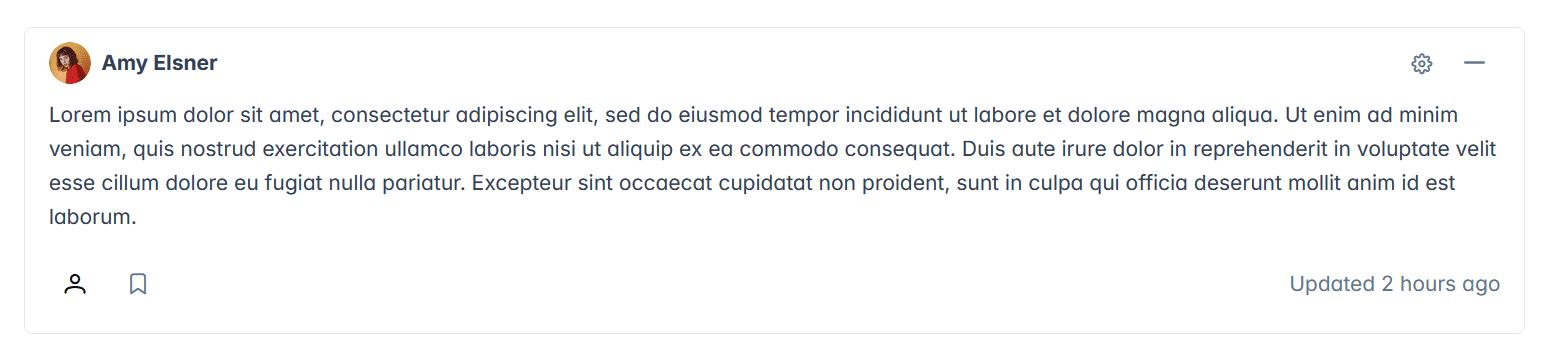 Amy Elsner
Lorem ipsum dolor sit amet, consectetur adipiscing elit, sed do eiusmod tempor incididunt ut labore et dolore magna aliqua. Ut enim ad minim
veniam, quis nostrud exercitation ullamco laboris nisi ut aliquip ex ea commodo consequat. Duis aute irure dolor in reprehenderit in voluptate velit
esse cillum dolore eu fugiat nulla pariatur. Excepteur sint occaecat cupidatat non proident, sunt in culpa qui officia deserunt mollit anim id est
laborum.
Updated 2 hours ago